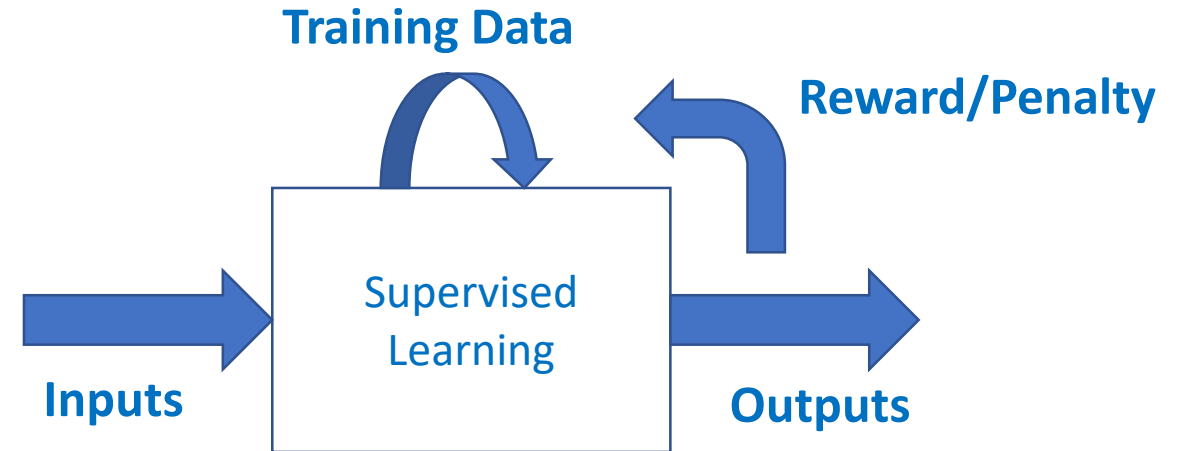 Training Data
Reward/Penalty
Supervised
Learning
Inputs
Outputs